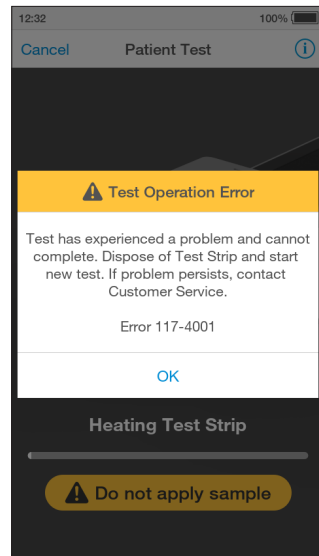 12:32 100%
Cancel Patient Test i
Test Operation Error
Test has experienced a problem and cannot
complete. Dispose of Test Strip and start
new test. If problem persists, contact
Customer Service.
Error 117-4001
OK
Heating Test Strip
Do not apply sample